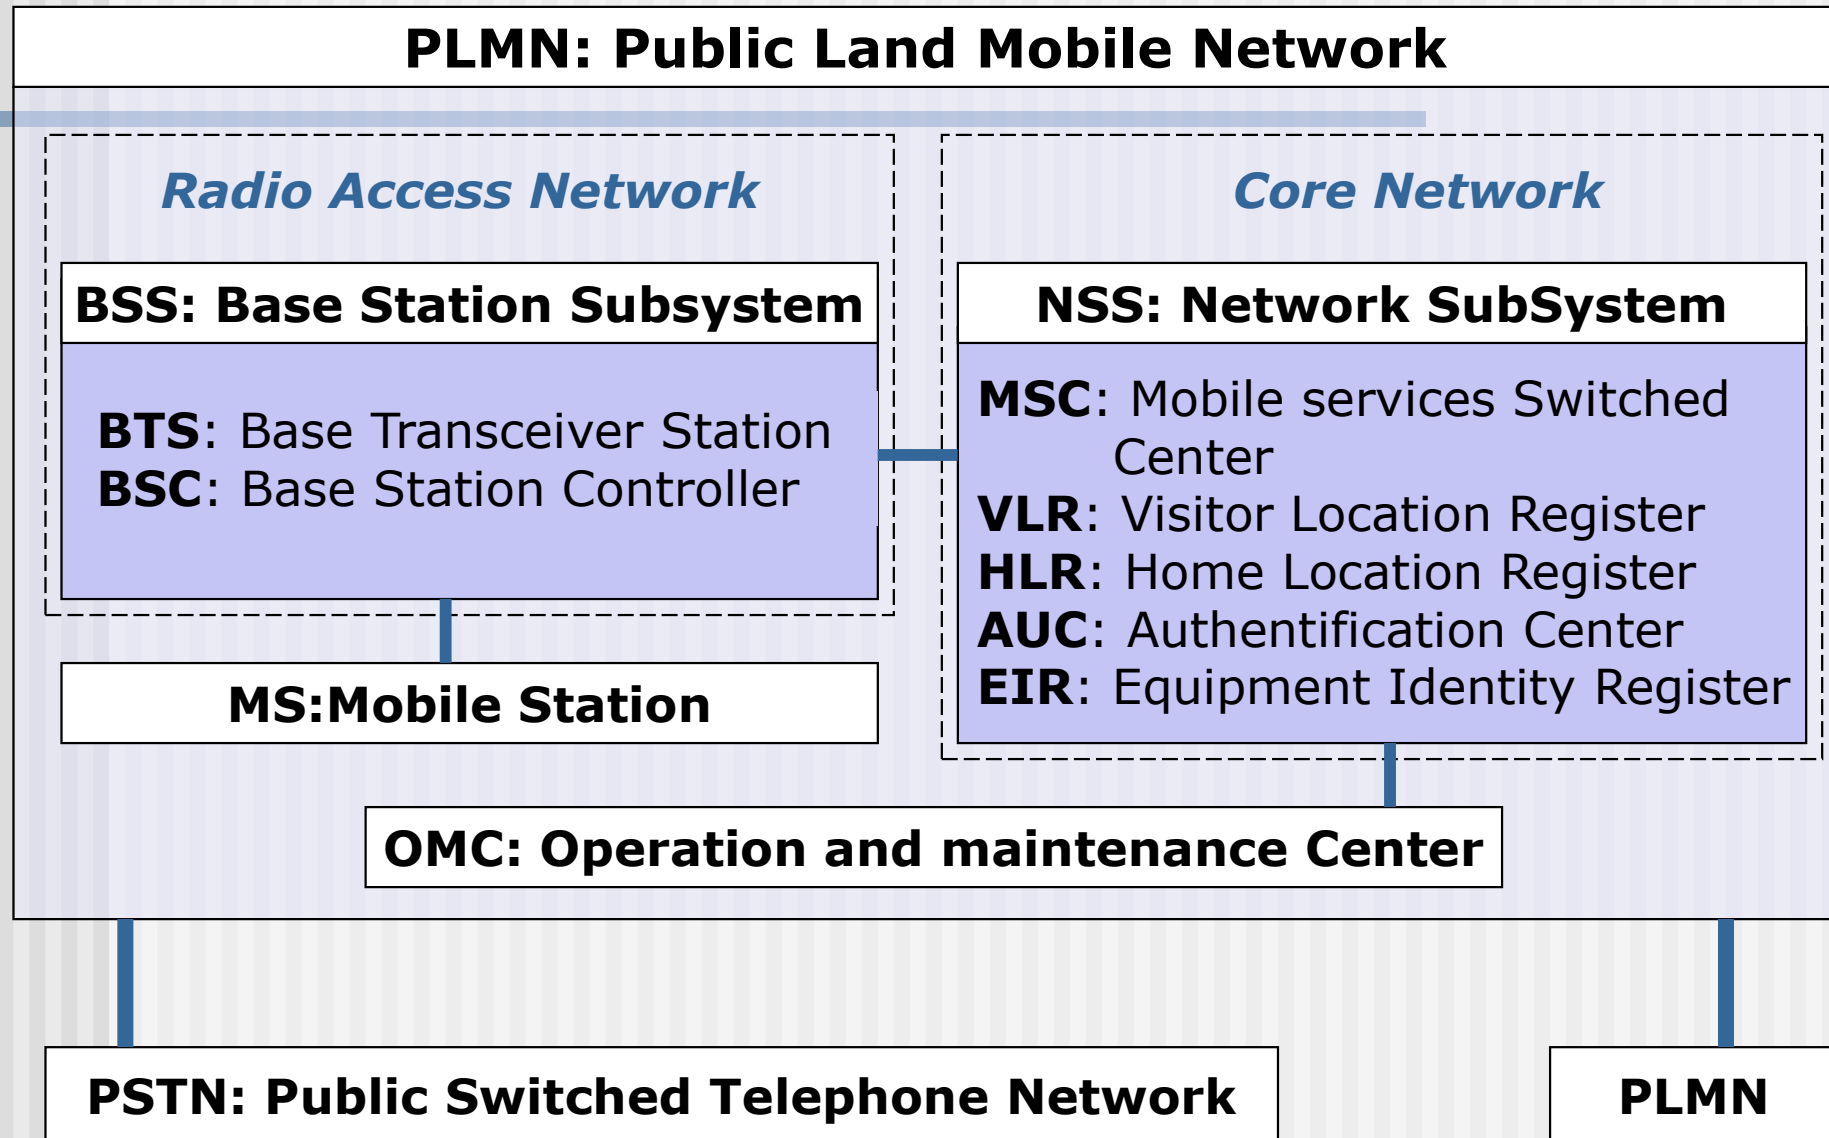 PLMN: Public Land Mobile Network
Radio Access Network
BSS: Base Station Subsystem
BTS: Base Transceiver Station
BSC: Base Station Controller
MS:Mobile Station
Core Network
NSS: Network SubSystem
MSC: Mobile services Switched
Center
VLR: Visitor Location Register
HLR: Home Location Register
AUC: Authentification Center
EIR: Equipment Identity Register
OMC: Operation and maintenance Center
PSTN: Public Switched Telephone Network
PLMN